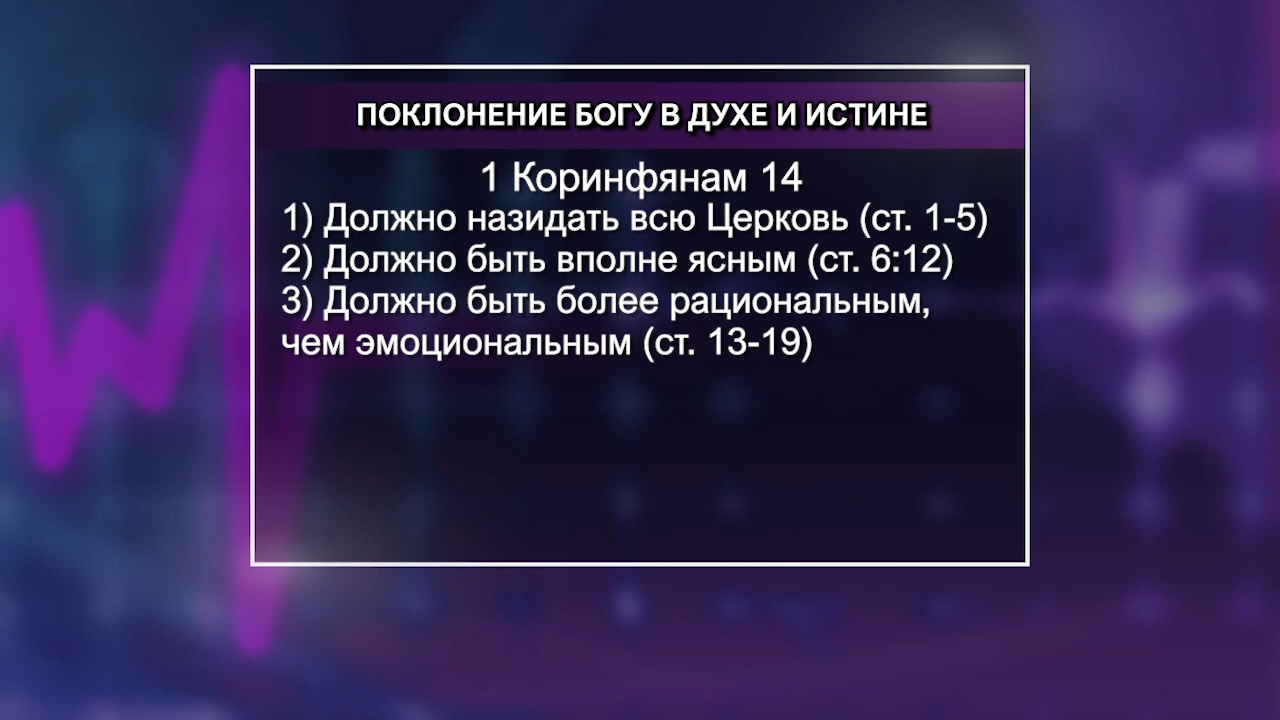 ПОКЛОНЕНИЕ БОГУ В ДУХЕ И ИСТИНЕ
1 Коринфянам 14
1) Должно назидать всю Церковь (ст. 1-5)
2) Должно быть вполне ясным (ст. 6:12)
3) Должно быть более рациональным,
чем эмоциональным (ст. 13-19)